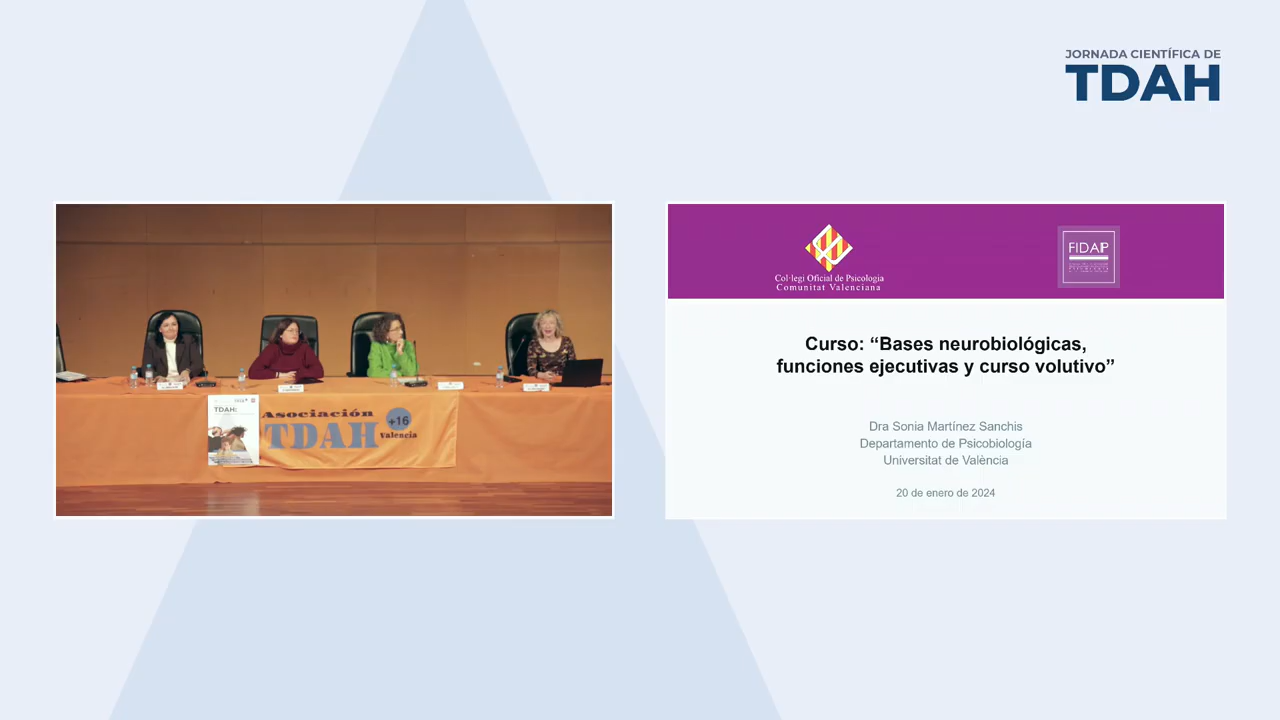 JORNADA CIENTÍFICA DE
TDAH
TDAH:
Asociación
TDAH
+16
Valencia
Col·legi Oficial de Psicologia
Comunitat Valenciana
FIDAP
Curso: “Bases neurobiológicas,
funciones ejecutivas y curso volutivo”
Dra Sonia Martínez Sanchis
Departamento de Psicobiología
Universitat de València
20 de enero de 2024